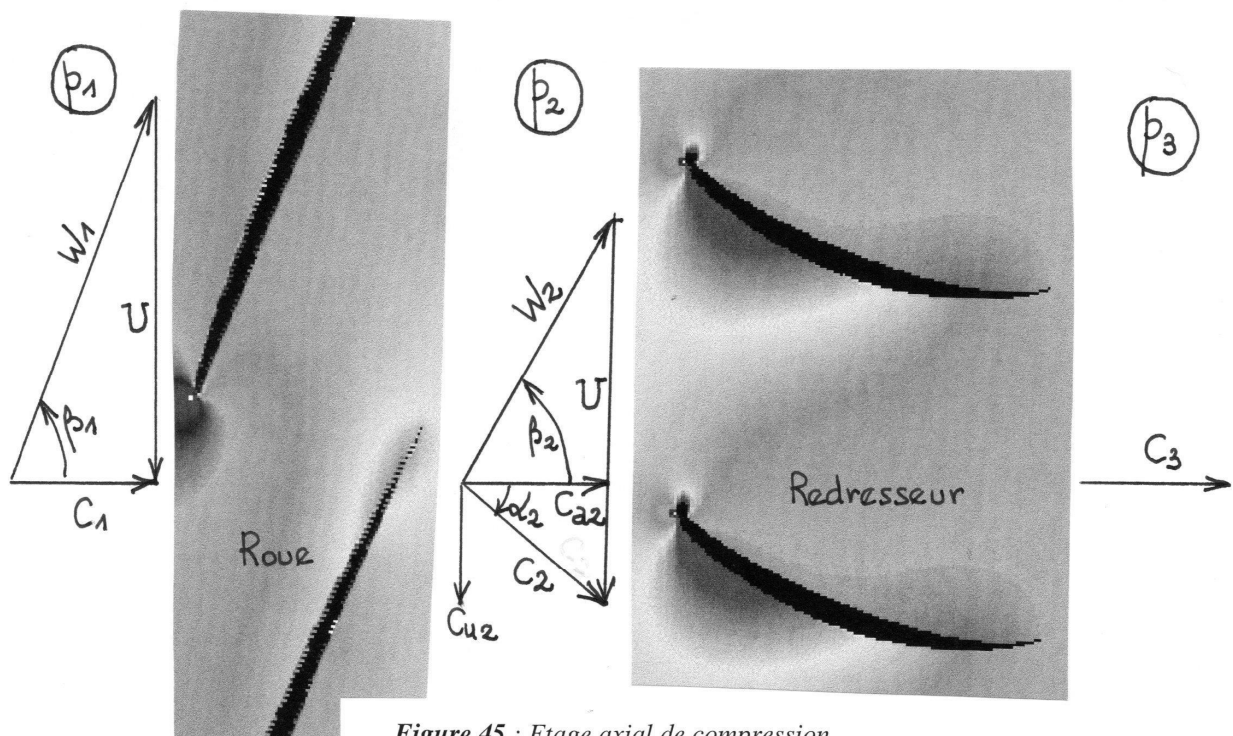 p1
p2
p3
W1
U
β1
C1
Roue
W2
U
β2
Ca2
α2
C2
Cu2
Redresseur
C3
Figure 45 : Etage axial de compression